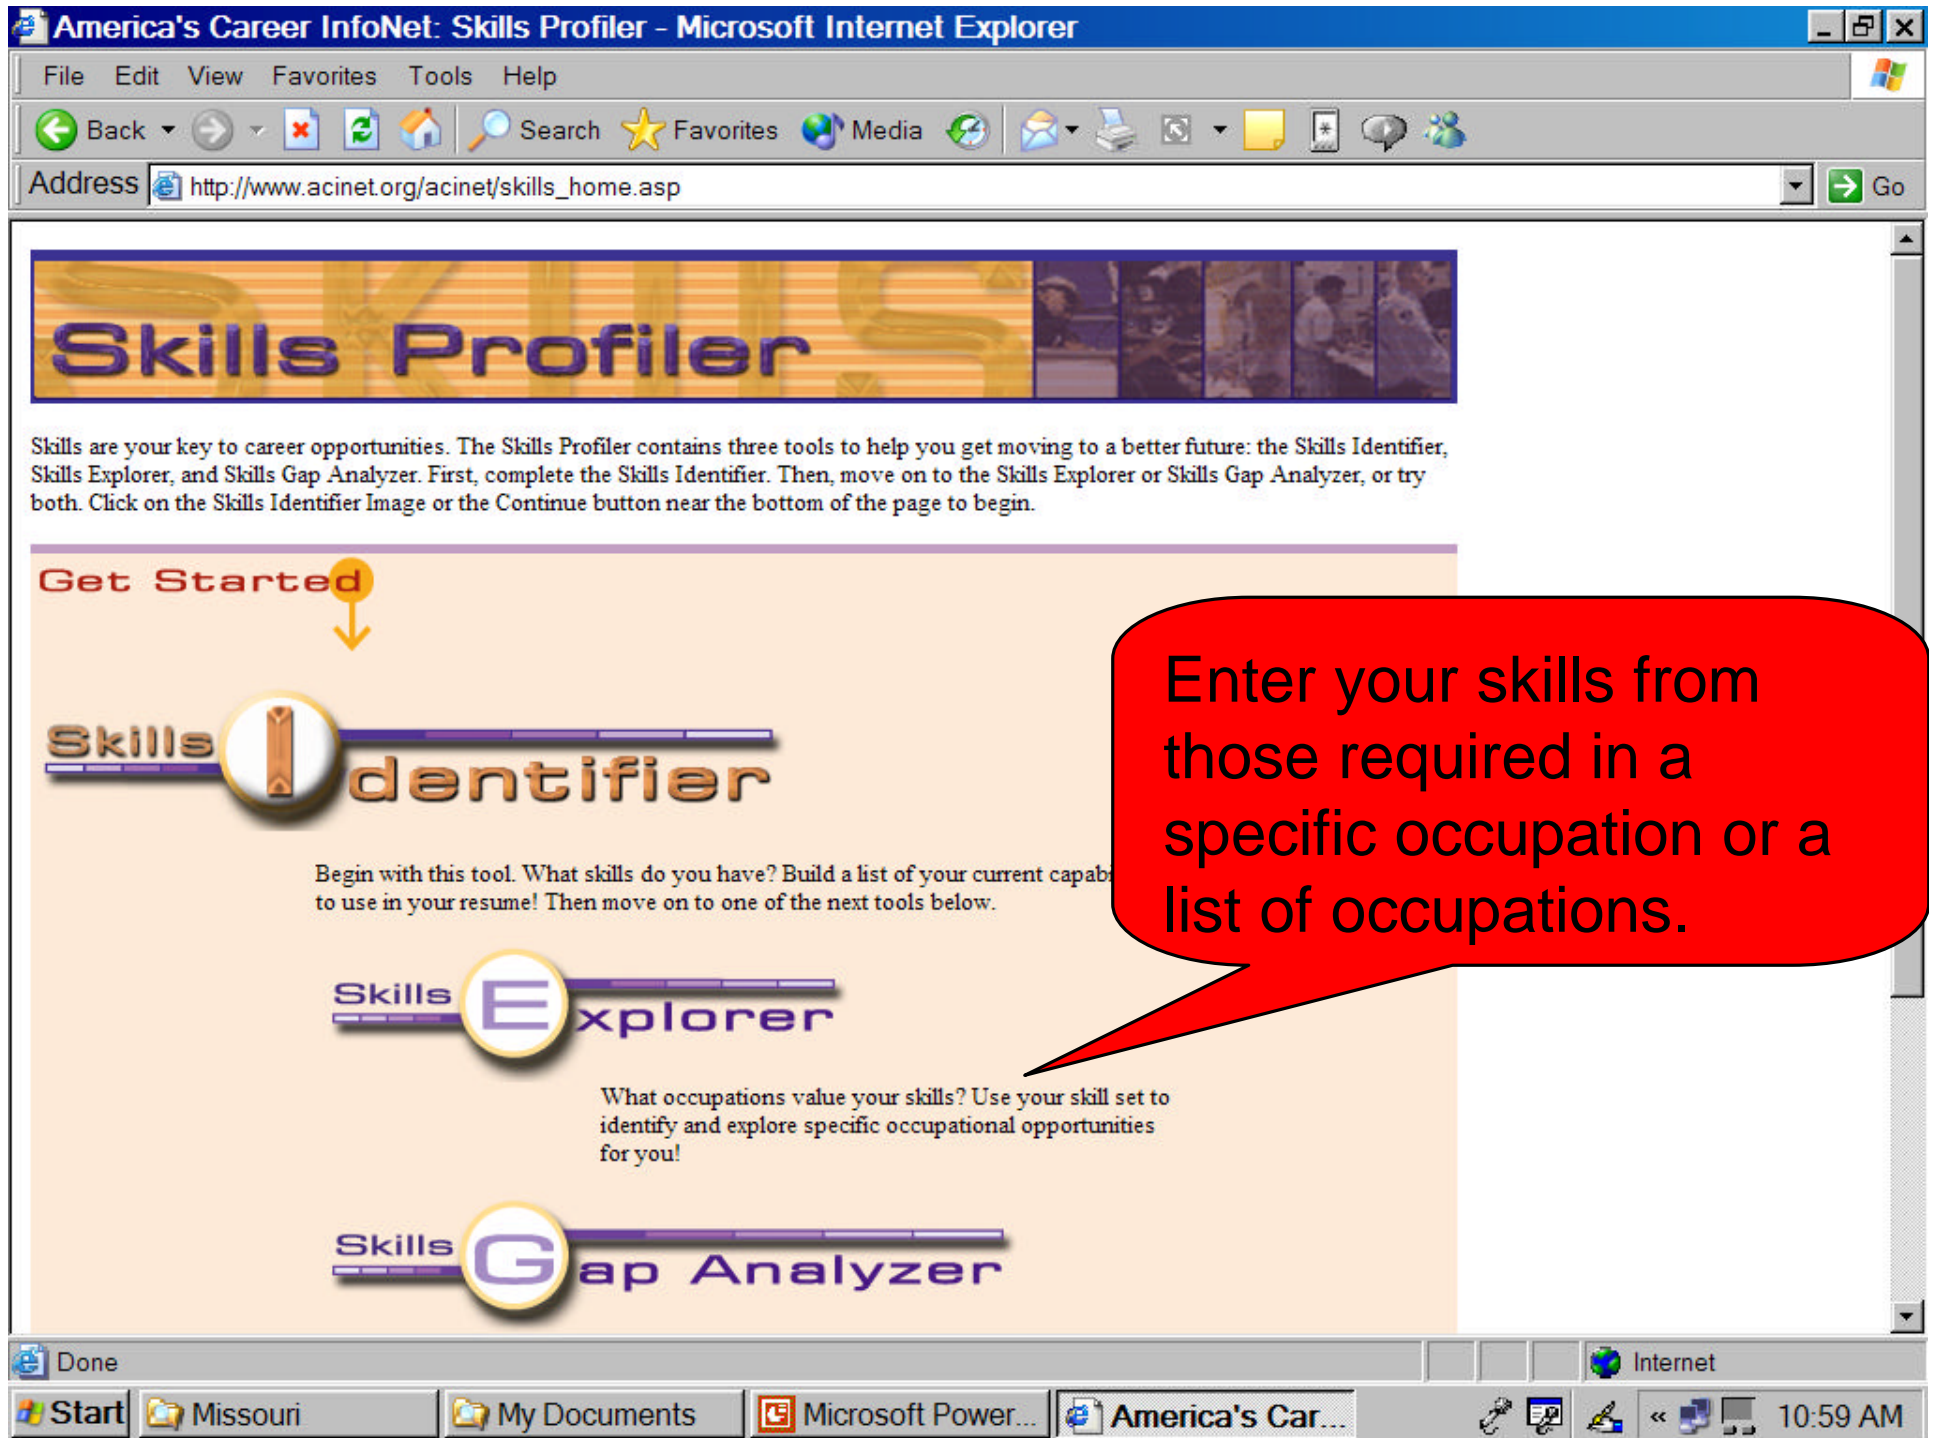 America's Career InfoNet: Skills Profiler - Microsoft Internet Explorer
File Edit View Favorites Tools Help
Back Search Favorites Media
Address http://www.acinet.org/acinet/skills_home.asp Go
Skills
Skills Profiler
Skills are your key to career opportunities. The Skills Profiler contains three tools to help you get moving to a better future: the Skills Identifier,
Skills Explorer, and Skills Gap Analyzer. First, complete the Skills Identifier. Then, move on to the Skills Explorer or Skills Gap Analyzer, or try
both. Click on the Skills Identifier Image or the Continue button near the bottom of the page to begin.
Get Started
Skills Identifier
Enter your skills from
those required in a
specific occupation or a
list of occupations.
Begin with this tool. What skills do you have? Build a list of your current
to use in your resume! Then move on to one of the next tools below.
Skills Explorer
What occupations value your skills? Use your skill set to
identify and explore specific occupational opportunities
for you!
Skills Gap Analyzer
Done Internet
Start Missouri My Documents Microsoft Power... America's Car... « 10:59 AM